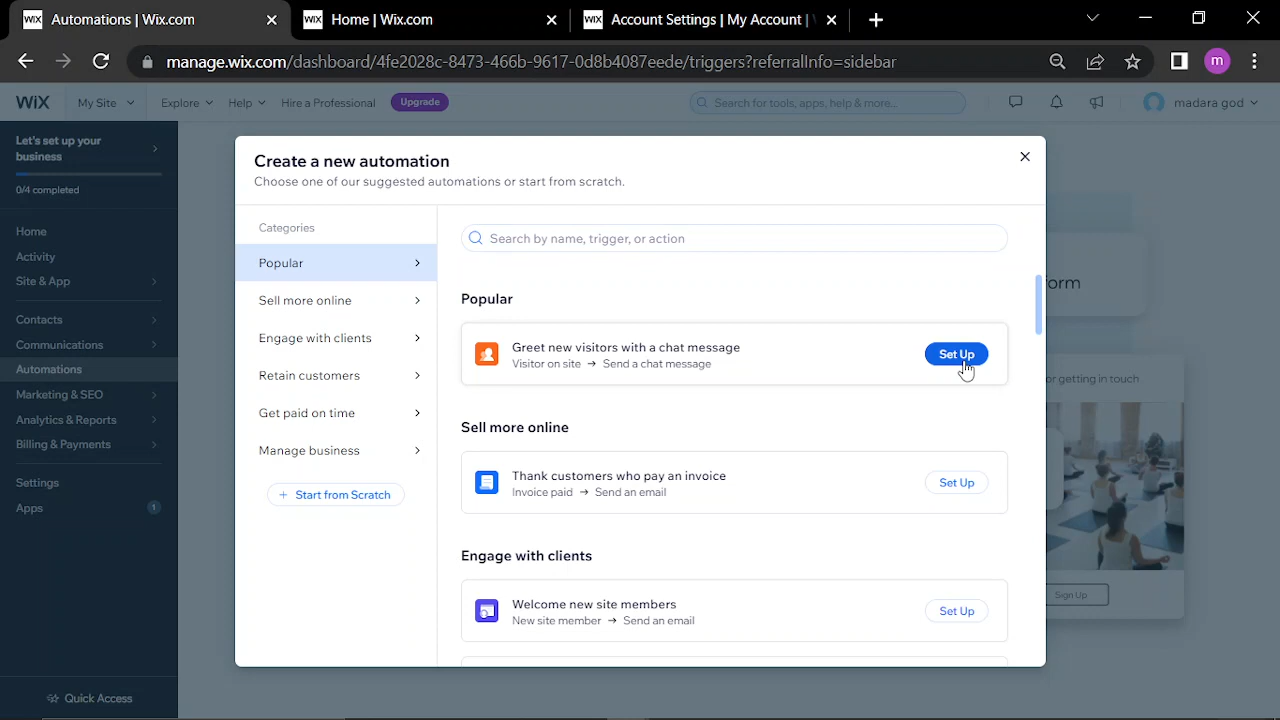 WiX Automations | Wix.com
WiX Home | Wix.com
WiX Account Settings | My Account |
manage.wix.com/dashboard/4fe2028c-8473-466b-9617-0d8b4087eede/triggers?referralInfo=sidebar
m
WiX
My Site
Explore
Help
Hire a Professional
Upgrade
Search for tools, apps, help & more...
madara god
Let's set up your
business
0/4 completed
Home
Activity
Site & App
Contacts
Communications
Automations
Marketing & SEO
Analytics & Reports
Billing & Payments
Settings
Apps 1
Quick Access
Create a new automation
Choose one of our suggested automations or start from scratch.
Categories
Popular
Sell more online
Engage with clients
Retain customers
Get paid on time
Manage business
+ Start from Scratch
Search by name, trigger, or action
Popular
Greet new visitors with a chat message
Visitor on site → Send a chat message
Set Up
Sell more online
Thank customers who pay an invoice
Invoice paid → Send an email
Set Up
Engage with clients
Welcome new site members
New site member → Send an email
Set Up
form
or getting in touch
Sign Up